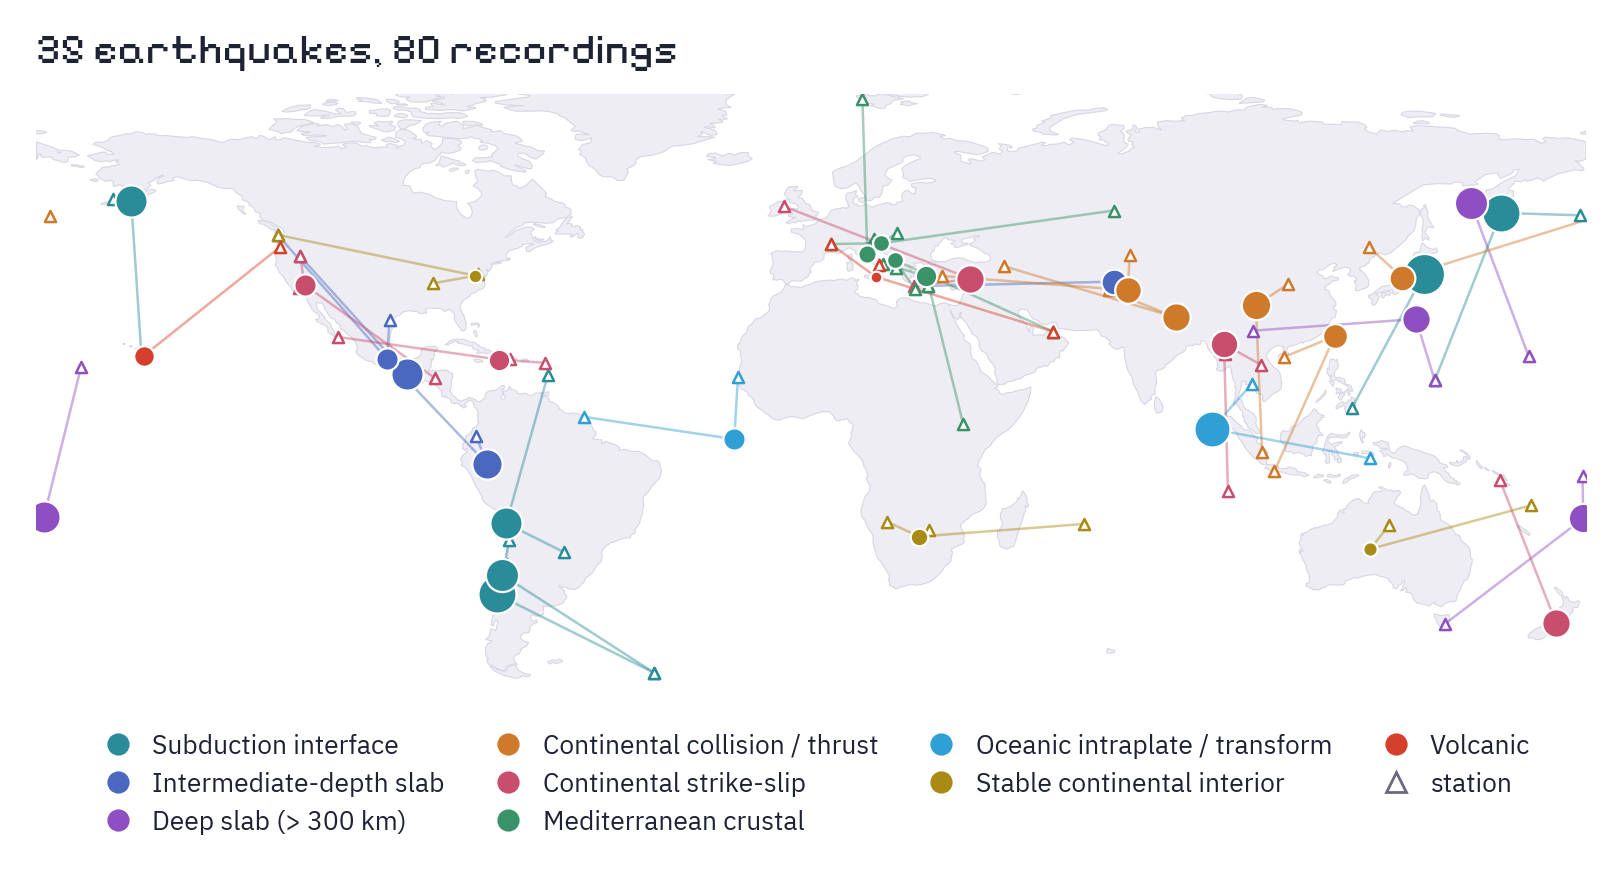 39 earthquakes, 80 recordings
Subduction interface
Intermediate-depth slab
Deep slab (> 300 km)
Continental collision / thrust
Continental strike-slip
Mediterranean crustal
Oceanic intraplate / transform
Stable continental interior
Volcanic
station